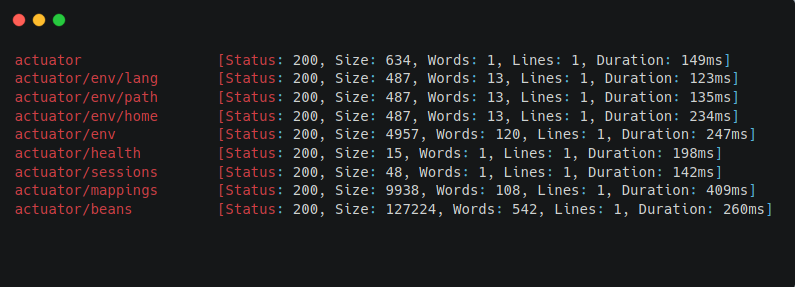 actuator [Status: 200, Size: 634, Words: 1, Lines: 1, Duration: 149ms]
actuator/env/lang [Status: 200, Size: 487, Words: 13, Lines: 1, Duration: 123ms]
actuator/env/path [Status: 200, Size: 487, Words: 13, Lines: 1, Duration: 135ms]
actuator/env/home [Status: 200, Size: 487, Words: 13, Lines: 1, Duration: 234ms]
actuator/env [Status: 200, Size: 4957, Words: 120, Lines: 1, Duration: 247ms]
actuator/health [Status: 200, Size: 15, Words: 1, Lines: 1, Duration: 198ms]
actuator/sessions [Status: 200, Size: 48, Words: 1, Lines: 1, Duration: 142ms]
actuator/mappings [Status: 200, Size: 9938, Words: 108, Lines: 1, Duration: 409ms]
actuator/beans [Status: 200, Size: 127224, Words: 542, Lines: 1, Duration: 260ms]